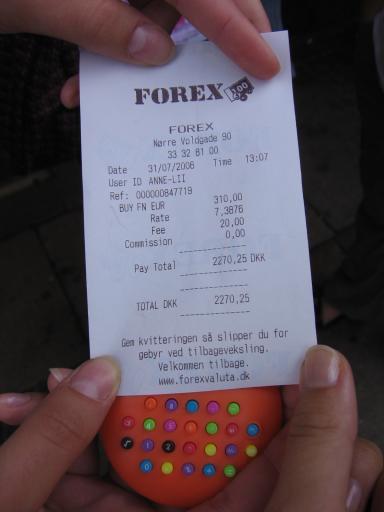 FOREX 100
FOREX
Nørre Voldgade 90
33 32 81 00
Date 31/07/2006 Time 13:07
User ID ANNE-LII
Ref: 000000847719
BUY FN EUR 310,00
Rate 7,3876
Fee 20,00
Commission 0,00
Pay Total 2270,25 DKK
TOTAL DKK 2270,25
Gem kvitteringen så slipper du for
gebyr ved tilbageveksling.
Velkommen tilbage.
www.forexvaluta.dk